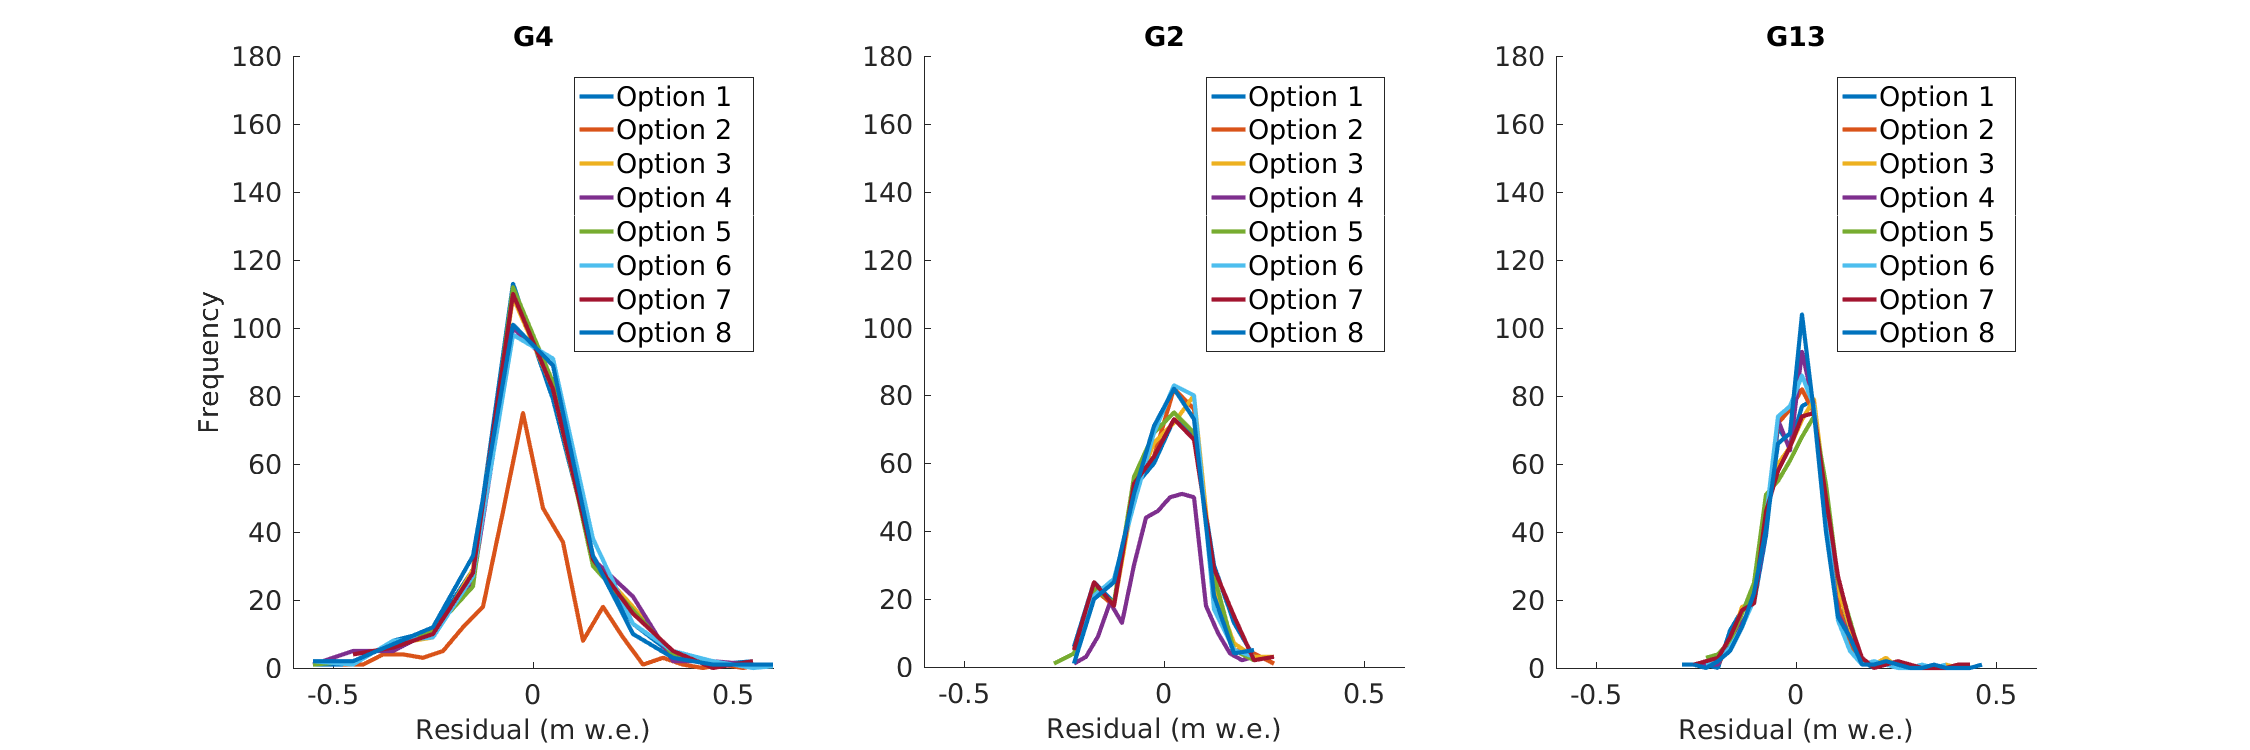 G4
180
160
140
120
100
80
60
40
20
0
Frequency
-0.5 0 0.5
Residual (m w.e.)
Option 1
Option 2
Option 3
Option 4
Option 5
Option 6
Option 7
Option 8
G2
180
160
140
120
100
80
60
40
20
0
-0.5 0 0.5
Residual (m w.e.)
Option 1
Option 2
Option 3
Option 4
Option 5
Option 6
Option 7
Option 8
G13
180
160
140
120
100
80
60
40
20
0
-0.5 0 0.5
Residual (m w.e.)
Option 1
Option 2
Option 3
Option 4
Option 5
Option 6
Option 7
Option 8